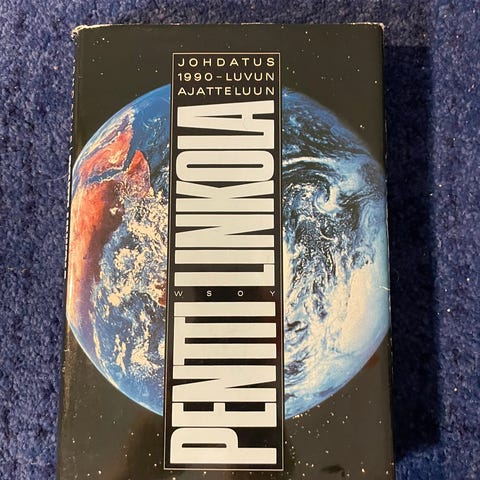 JOHDATUS
1990-LUVUN
AJATTELUUN
PENTTI LINKOLA
WSOY